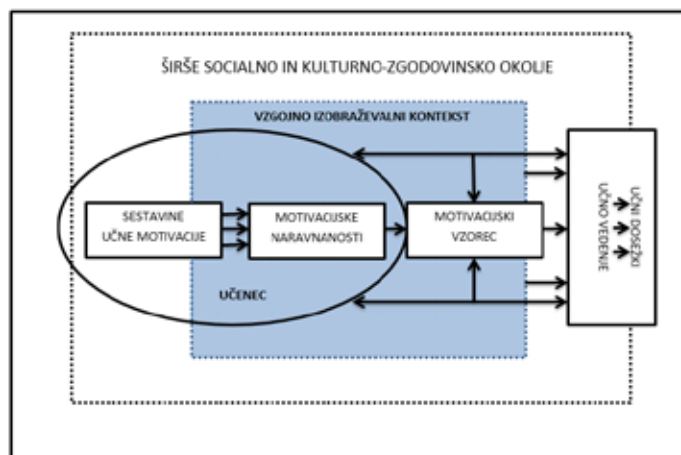 ŠIRŠE SOCIALNO IN KULTURNO-ZGODOVINSKO OKOLJE
VZGOJNO IZOBRAŽEVALNI KONTEKST
SESTAVINE
UČNE MOTIVACIJE
MOTIVACIJSKE
NARAVNANOSTI
MOTIVACIJSKI
VZOREC
UČENEC
UČNO VEDENJE
UČNI DOSEŽKI